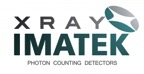 XRAY
IMATEK
PHOTON COUNTING DETECTORS